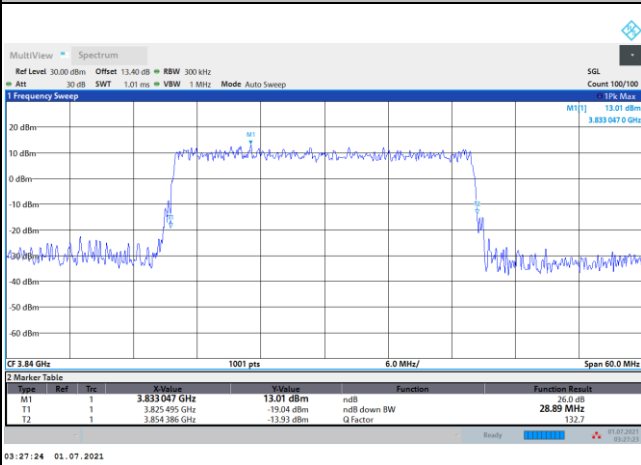 MultiView Spectrum
Ref Level 30.00 dBm Offset 13.40 dB RBW 300 kHz SGL
Att 30 dB SWT 1.01 ms VBW 1 MHz Mode Auto Sweep Count 100/100
1 Frequency Sweep 1Pk Max
M1[1] 13.01 dBm
3.833 047 0 GHz
M1
20 dBm
10 dBm
0 dBm
-10 dBm
-20 dBm
-30 dBm
-40 dBm
-50 dBm
-60 dBm
CF 3.84 GHz 1001 pts 6.0 MHz/ Span 60.0 MHz
2 Marker Table
Type Ref Trc X-Value Y-Value Function Function Result
M1 1 3.833 047 GHz 13.01 dBm ndB 26.0 dB
T1 1 3.825 495 GHz -19.04 dBm ndB down BW 28.89 MHz
T2 1 3.854 386 GHz -13.93 dBm Q Factor 132.7
Ready 01.07.2021
03:27:23
03:27:24 01.07.2021